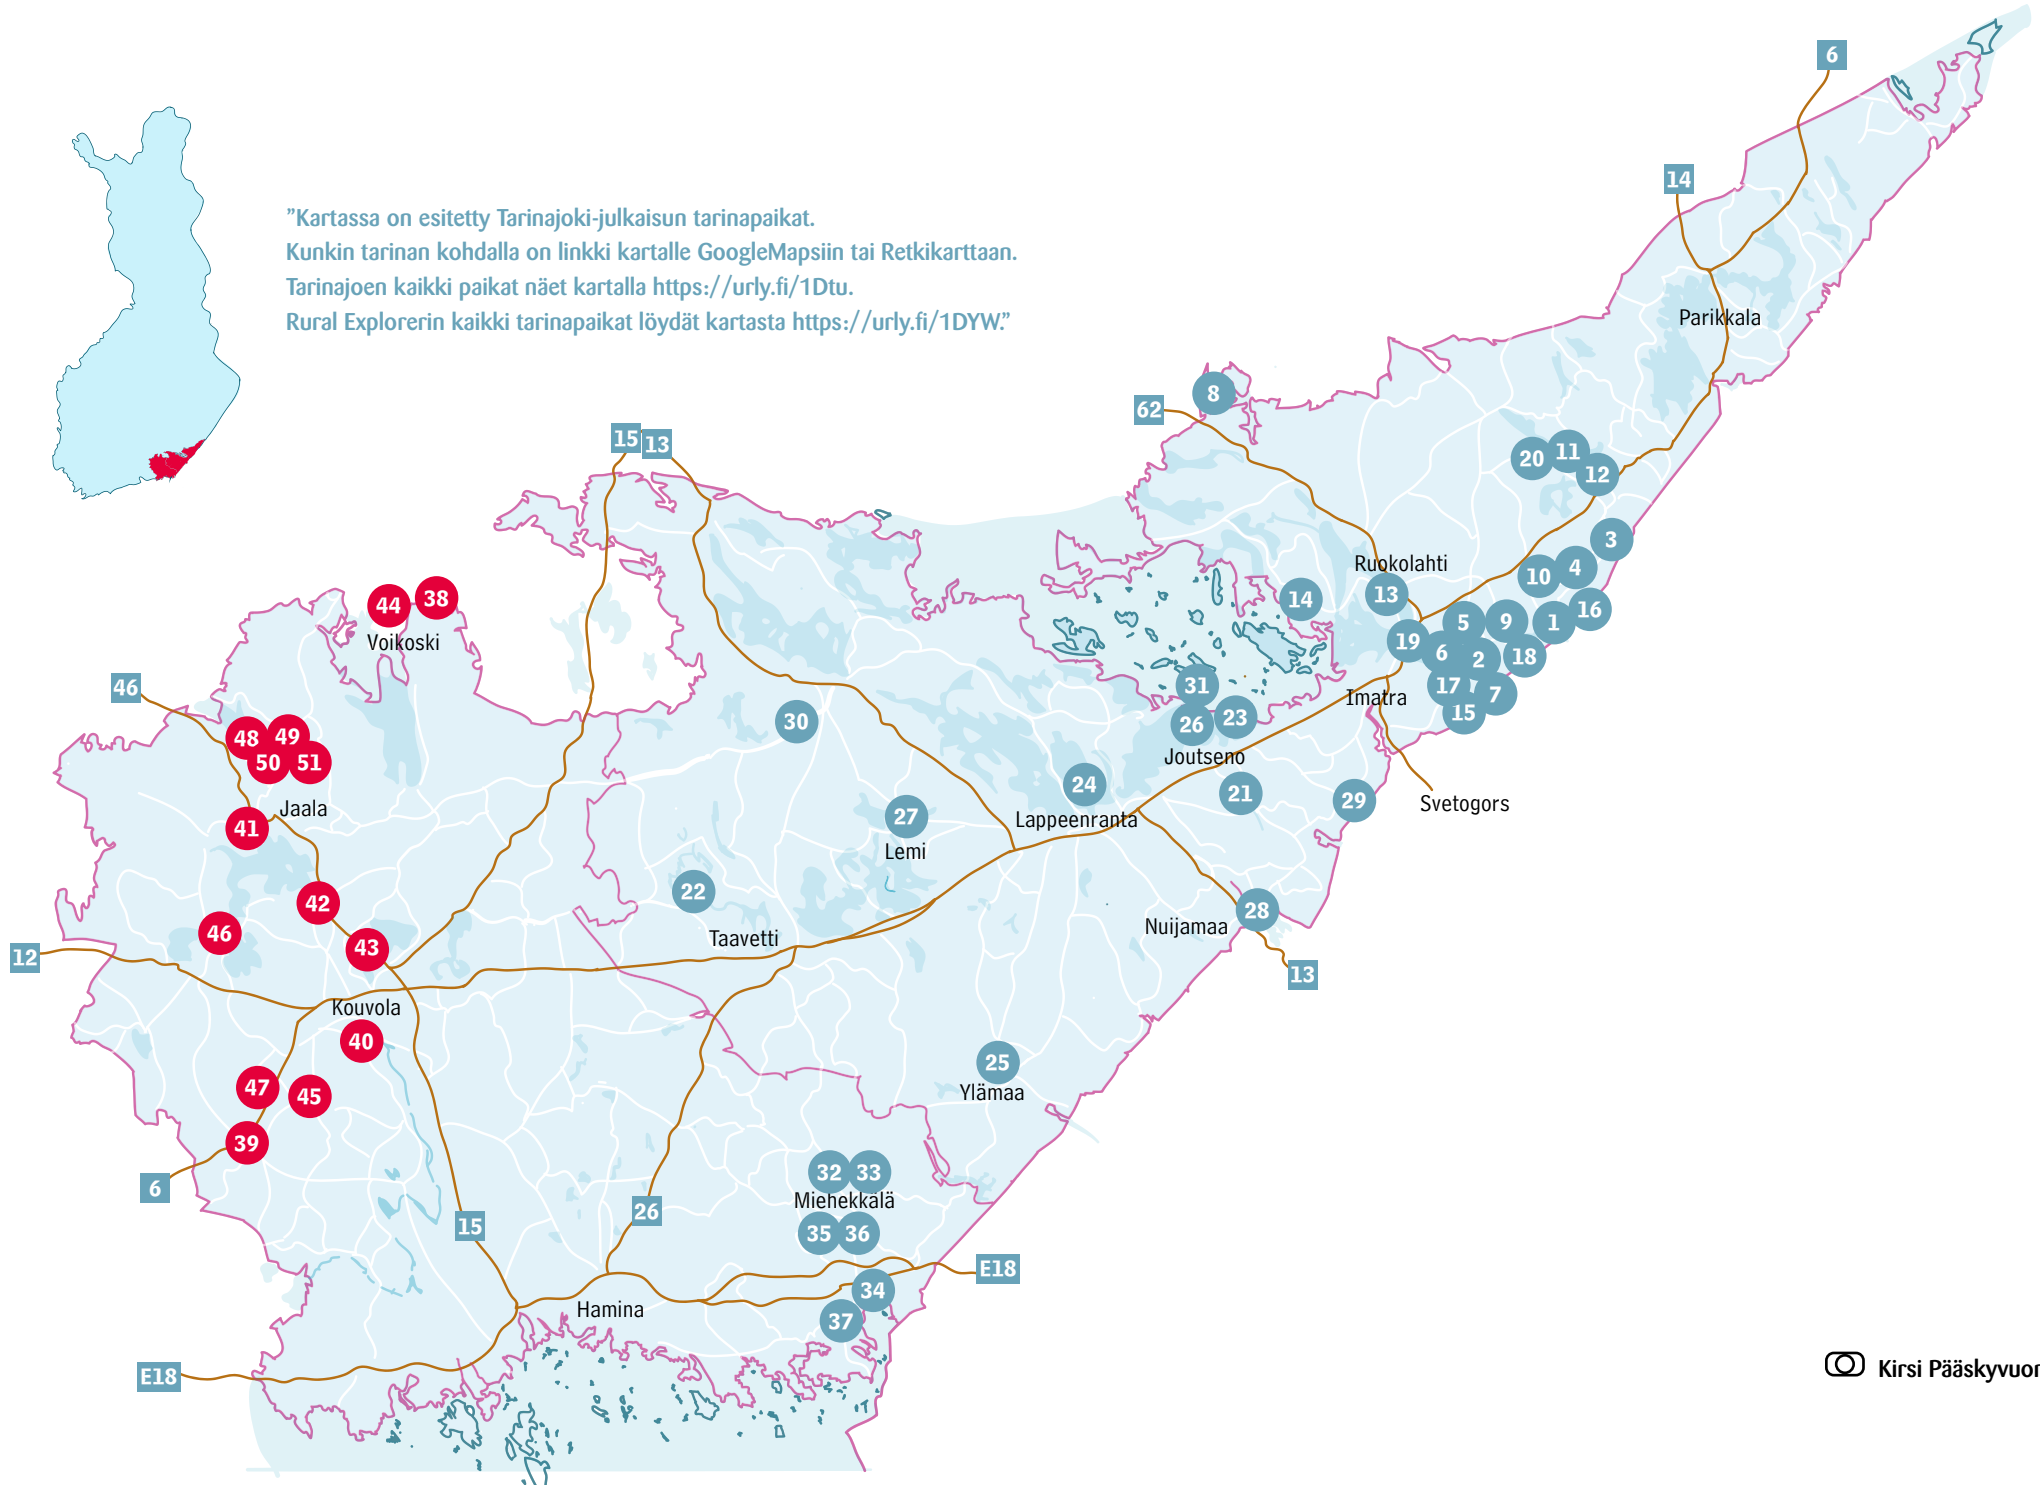 6
14
”Kartassa on esitetty Tarinajoki-julkaisun tarinapaikat.
Kunkin tarinan kohdalla on linkki kartalle GoogleMapsiin tai Retkikarttaan.
Tarinajoen kaikki paikat näet kartalla https://urly.fi/1Dtu.
Rural Explorerin kaikki tarinapaikat löydät kartasta https://urly.fi/1DYW.”
Parikkala
8
62
15 13
20 11
12
3
Ruokolahti
10 4
44 38
14 13
16
Voikoski
5 9 1
19 6 2 18
46
31
17 7
Imatra
15
30
26 23
48 49
50 51
Joutseno
24
21
29
Jaala
Svetogors
41
27
Lappeenranta
Lemi
22
42
28
46
Nuijamaa
43
Taavetti
12
13
Kouvola
40
25
47 45
Ylämaa
39
32 33
6
Miehekkälä
26
15
35 36
E18
34
Hamina
37
E18
Kirsi Pääskyvuor